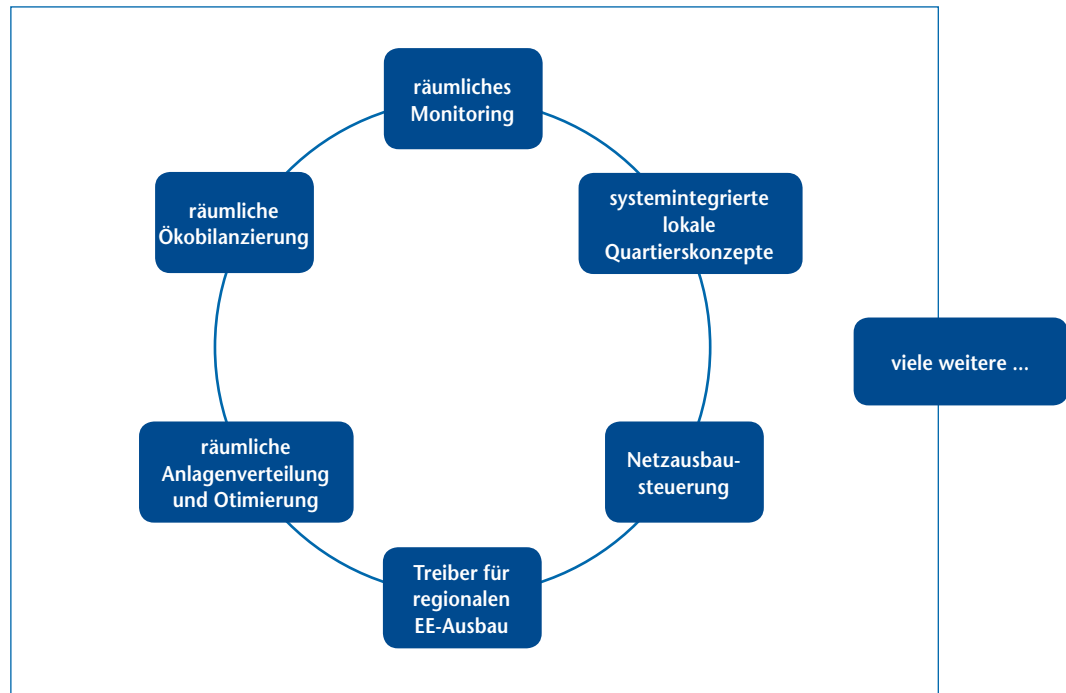 räumliches
Monitoring
systemintegrierte
lokale
Quartierskonzepte
Netzausbau-
steuerung
Treiber für
regionalen
EE-Ausbau
räumliche
Anlagenverteilung
und Otimierung
räumliche
Ökobilanzierung
viele weitere ...